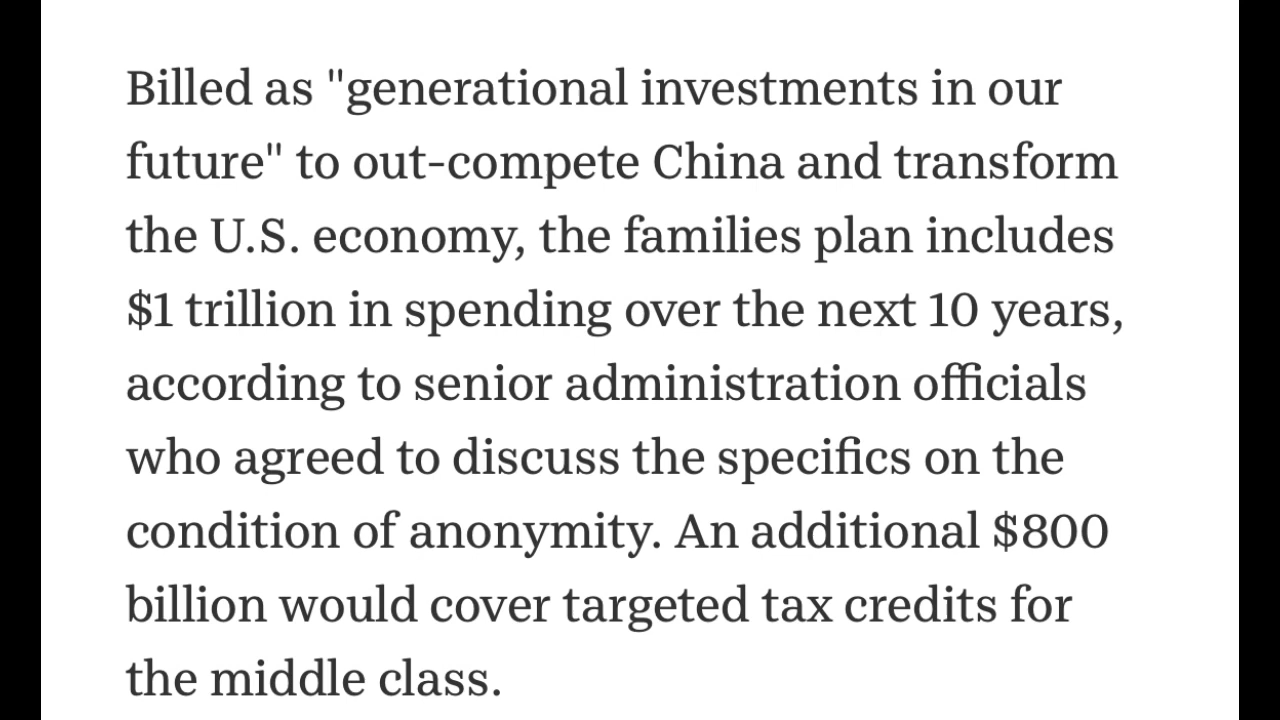 Billed as "generational investments in our
future" to out-compete China and transform
the U.S. economy, the families plan includes
$1 trillion in spending over the next 10 years,
according to senior administration officials
who agreed to discuss the specifics on the
condition of anonymity. An additional $800
billion would cover targeted tax credits for
the middle class.